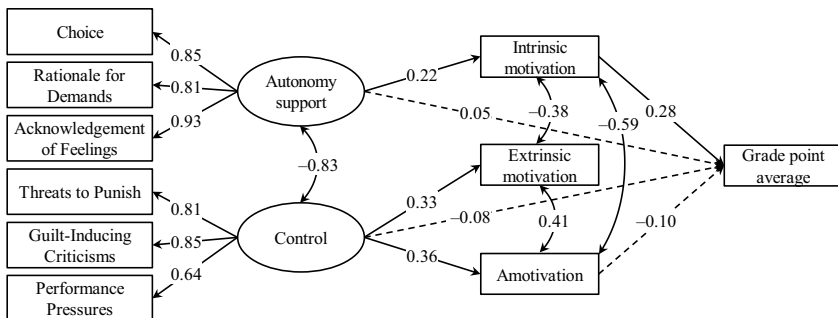 Choice
0.85
Rationale for
Demands
0.81
Acknowledgement
of Feelings
0.93
Threats to Punish
0.81
Guilt-Inducing
Criticisms
0.85
Performance
Pressures
0.64
Autonomy
support
–0.83
Control
0.22
0.05
0.33
–0.08
0.36
Intrinsic
motivation
–0.38
–0.59
0.28
Extrinsic
motivation
0.41
–0.10
Amotivation
Grade point
average